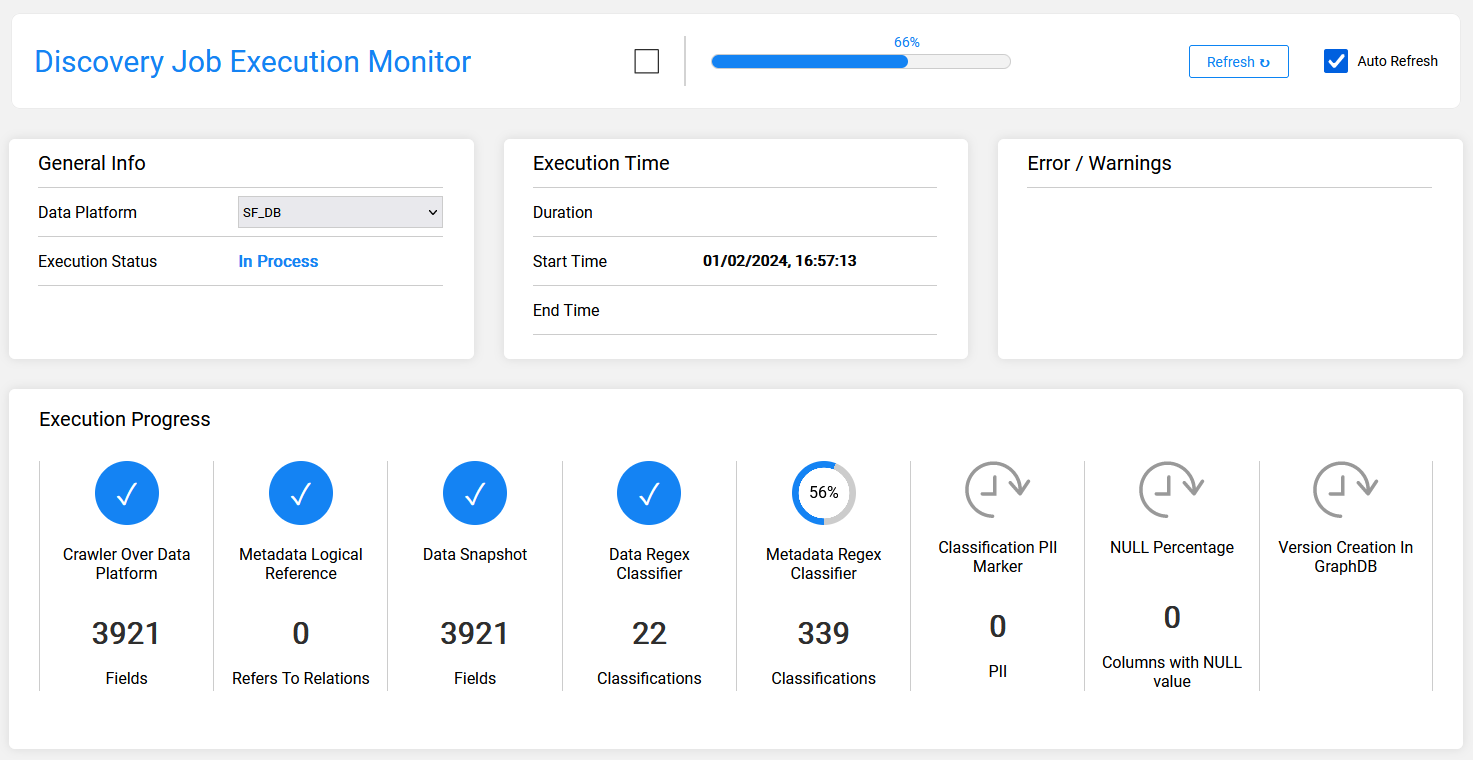 Discovery Job Execution Monitor
66%
Refresh ↻
Auto Refresh
General Info
Data Platform
SF_DB
Execution Status
In Process
Execution Time
Duration
Start Time
01/02/2024, 16:57:13
End Time
Error / Warnings
Execution Progress
Crawler Over Data
Platform
3921
Fields
Metadata Logical
Reference
0
Refers To Relations
Data Snapshot
3921
Fields
Data Regex
Classifier
22
Classifications
56%
Metadata Regex
Classifier
339
Classifications
Classification PII
Marker
0
PII
NULL Percentage
0
Columns with NULL
value
Version Creation In
GraphDB